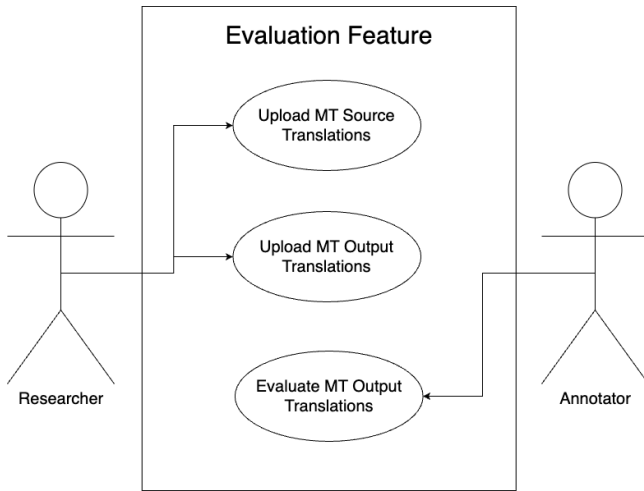 Evaluation Feature
Upload MT Source
Translations
Upload MT Output
Translations
Evaluate MT Output
Translations
Researcher
Annotator